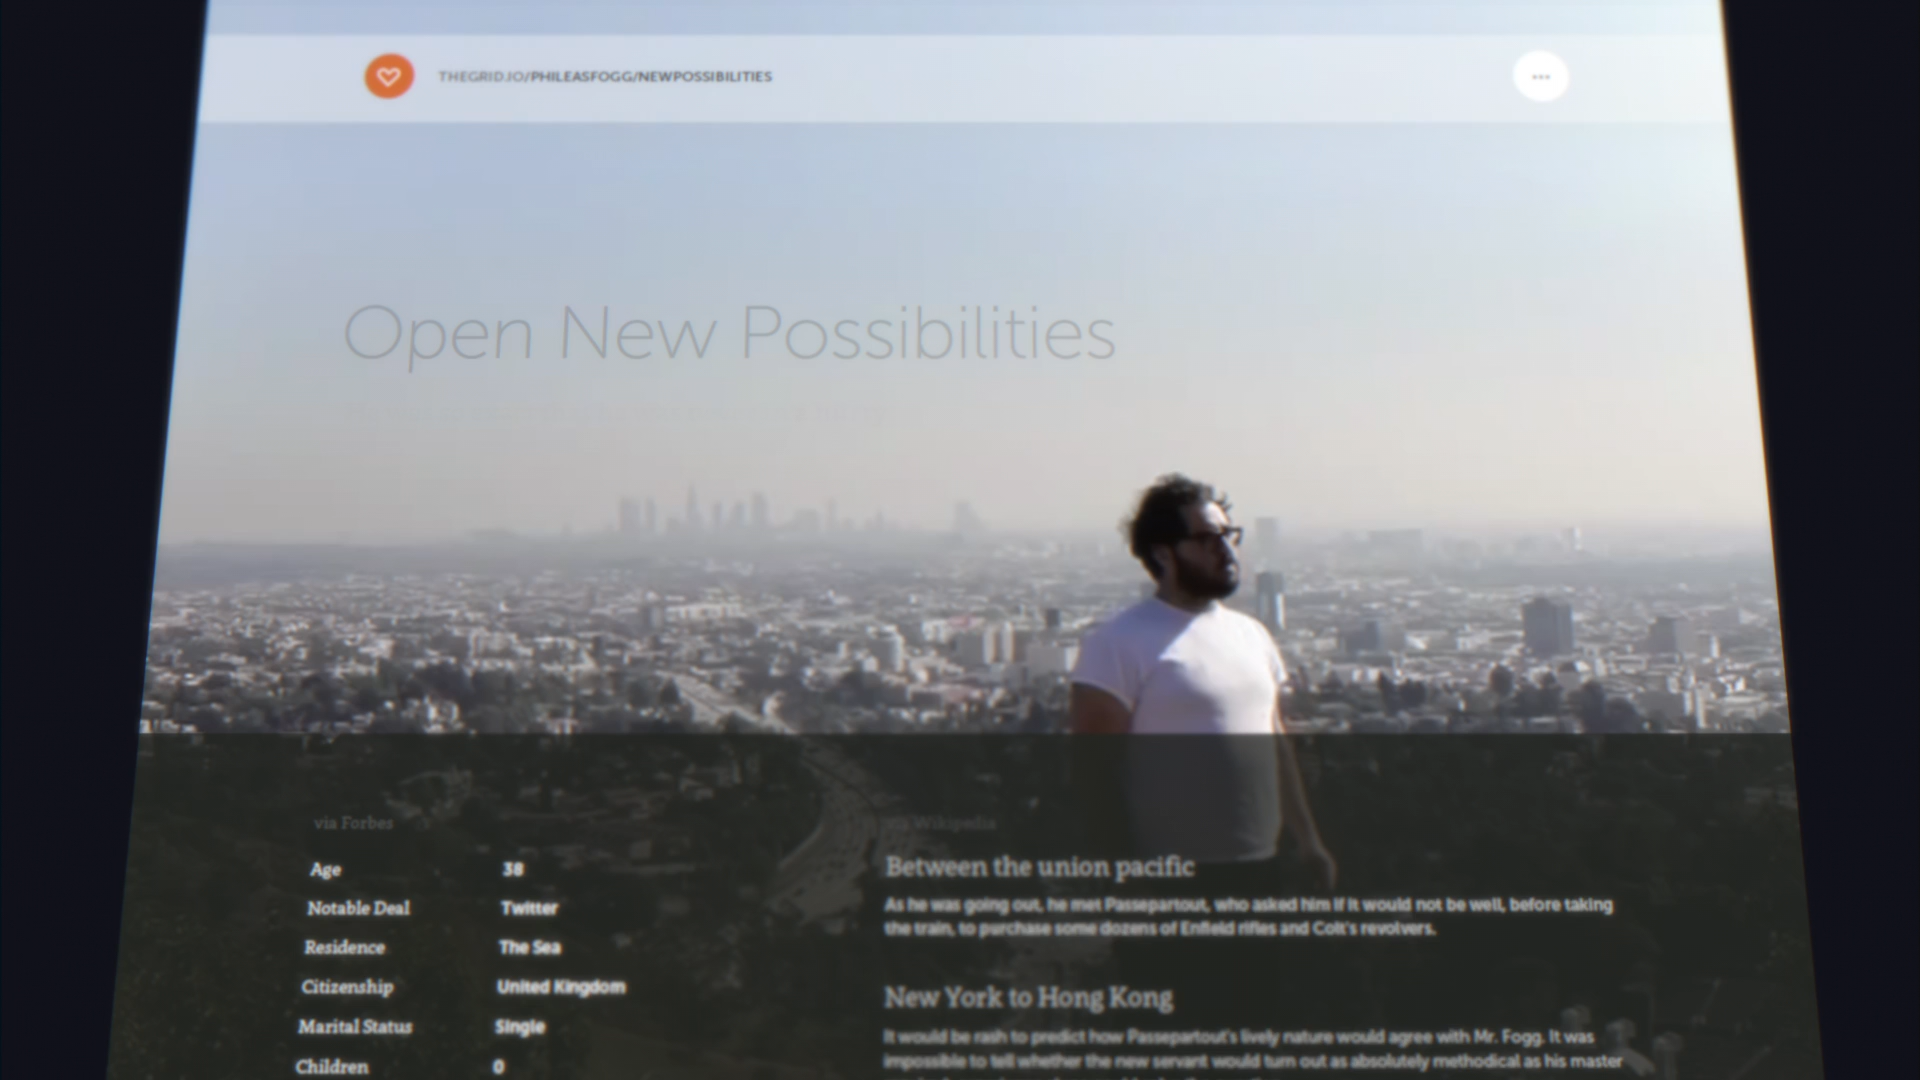 THEGRID.IO/PHILEASFOGG/NEWPOSSIBILITIES
Open New Possibilities
via Forbes
Age 38
Notable Deal Twitter
Residence The Sea
Citizenship United Kingdom
Marital Status Single
Children 0
via Wikipedia
Between the union pacific
As he was going out, he met Passepartout, who asked him if it would not be well, before taking
the train, to purchase some dozens of Enfield rifles and Colt's revolvers.
New York to Hong Kong
It would be rash to predict how Passepartout's lively nature would agree with Mr. Fogg. It was
impossible to tell whether the new servant would turn out as absolutely methodical as his master